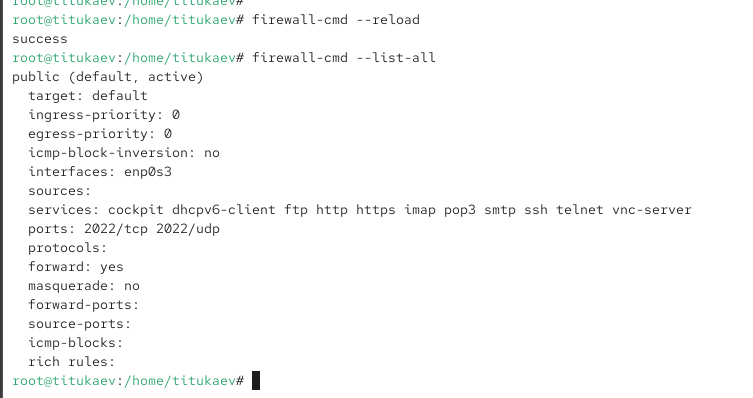 root@titukaev:/home/titukaev#
root@titukaev:/home/titukaev# firewall-cmd --reload
success
root@titukaev:/home/titukaev# firewall-cmd --list-all
public (default, active)
  target: default
  ingress-priority: 0
  egress-priority: 0
  icmp-block-inversion: no
  interfaces: enp0s3
  sources:
  services: cockpit dhcpv6-client ftp http https imap pop3 smtp ssh telnet vnc-server
  ports: 2022/tcp 2022/udp
  protocols:
  forward: yes
  masquerade: no
  forward-ports:
  source-ports:
  icmp-blocks:
  rich rules:
root@titukaev:/home/titukaev#